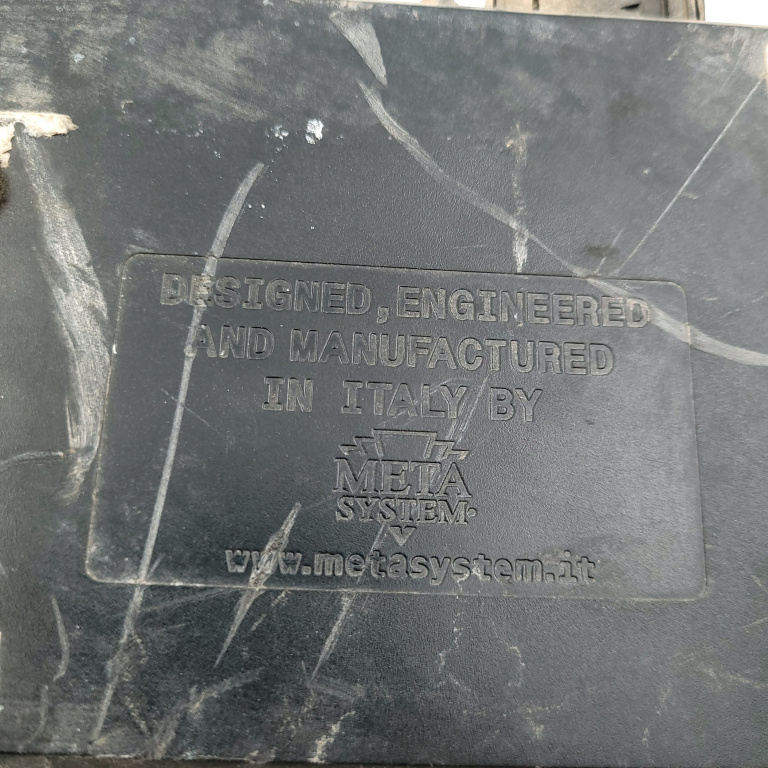 DESIGNED, ENGINEERED
AND MANUFACTURED
IN ITALY BY
META
SYSTEM
www.metasystem.it